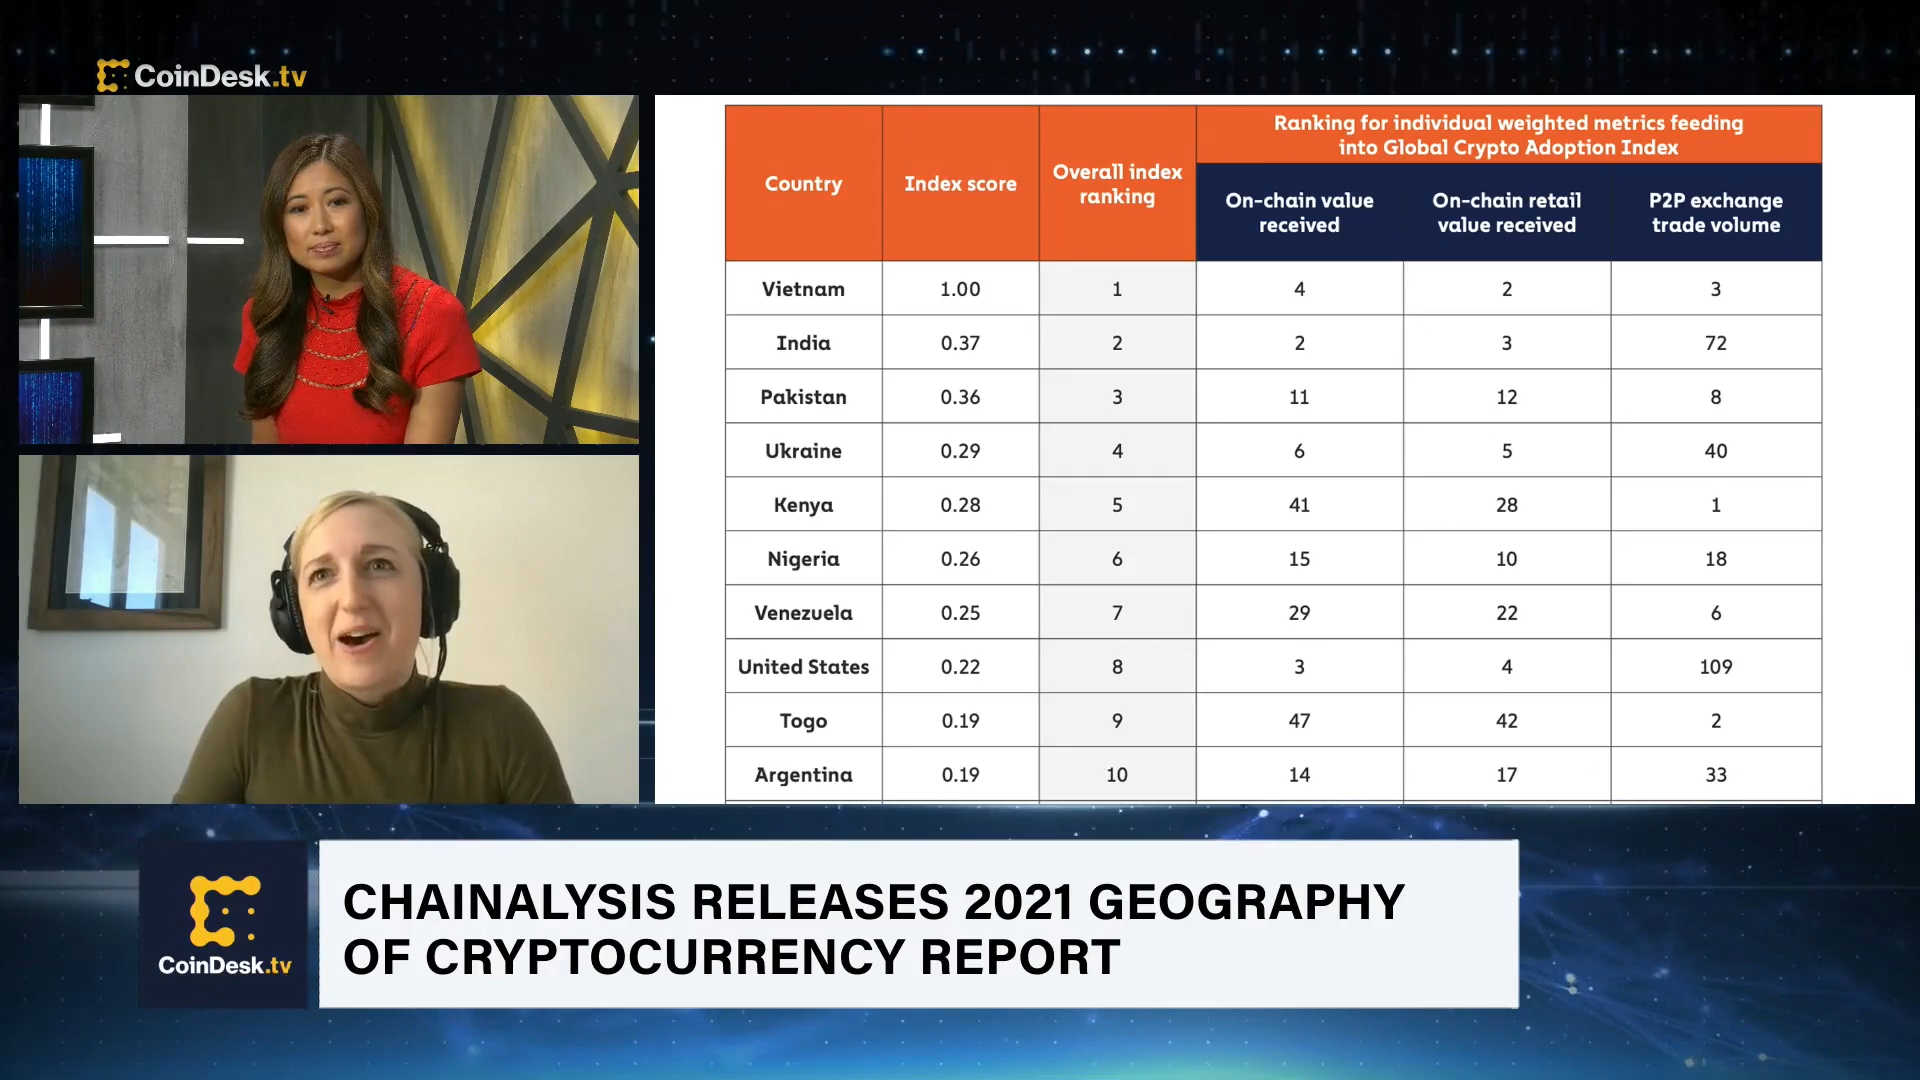 CoinDesk.tv
Country
Index score
Overall index
ranking
Ranking for individual weighted metrics feeding
into Global Crypto Adoption Index
On-chain value
received
On-chain retail
value received
P2P exchange
trade volume
Vietnam 1.00 1 4 2 3
India 0.37 2 2 3 72
Pakistan 0.36 3 11 12 8
Ukraine 0.29 4 6 5 40
Kenya 0.28 5 41 28 1
Nigeria 0.26 6 15 10 18
Venezuela 0.25 7 29 22 6
United States 0.22 8 3 4 109
Togo 0.19 9 47 42 2
Argentina 0.19 10 14 17 33
CoinDesk.tv
CHAINALYSIS RELEASES 2021 GEOGRAPHY
OF CRYPTOCURRENCY REPORT